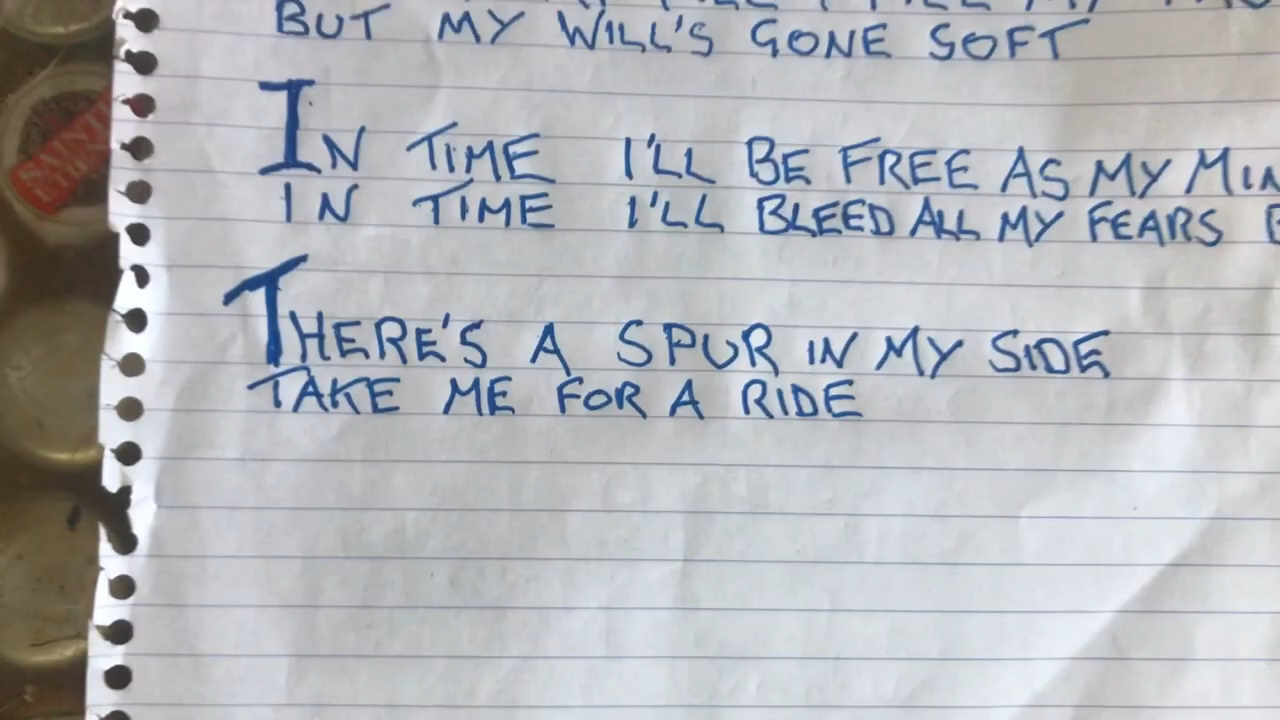 BUT MY WILL'S GONE SOFT
IN TIME I'LL BE FREE AS MY
IN TIME I'LL BLEED ALL MY FEARS
THERE'S A SPUR IN MY SIDE
TAKE ME FOR A RIDE
SAINT